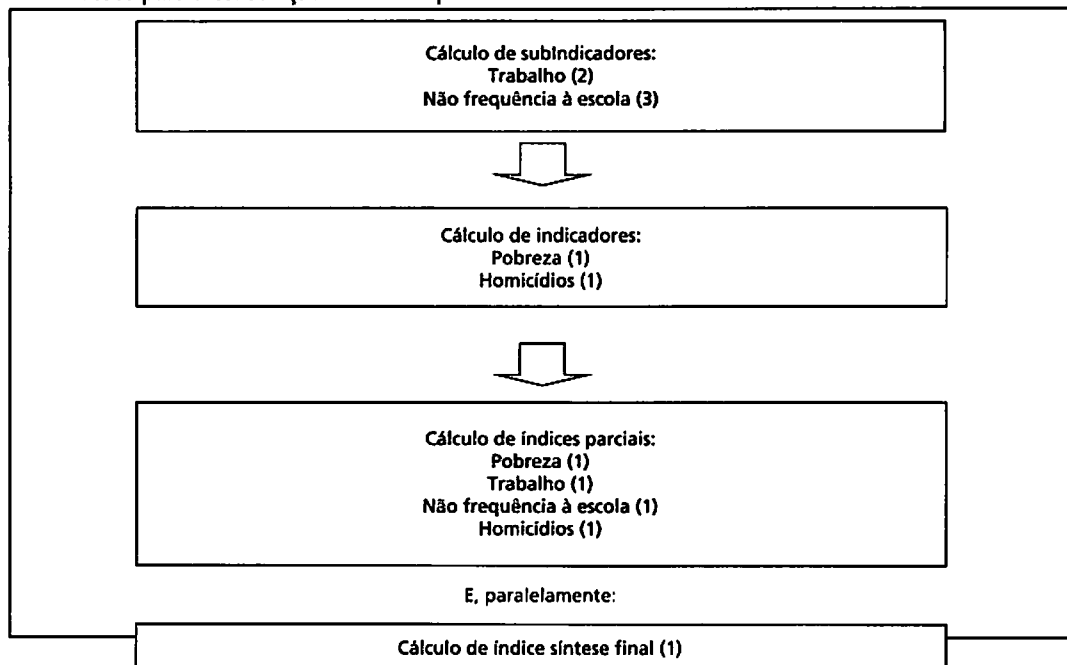 Cálculo de subindicadores:
Trabalho (2)
Não frequência à escola (3)
Cálculo de indicadores:
Pobreza (1)
Homicídios (1)
Cálculo de índices parciais:
Pobreza (1)
Trabalho (1)
Não frequência à escola (1)
Homicídios (1)
E, paralelamente:
Cálculo de índice síntese final (1)